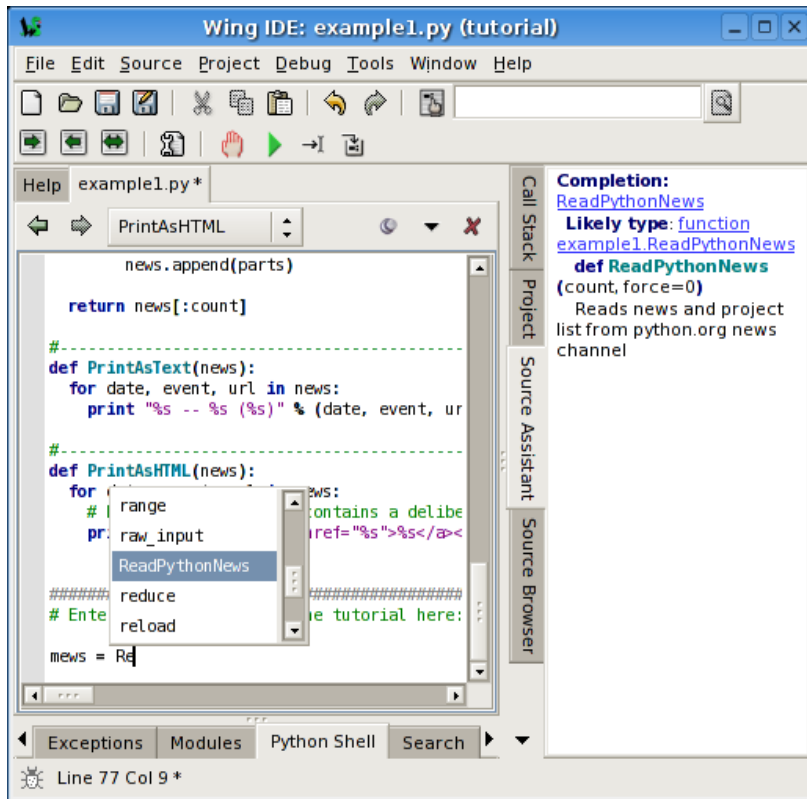 Wing IDE: example1.py (tutorial)
File Edit Source Project Debug Tools Window Help
Help example1.py*
PrintAsHTML
news.append(parts)
return news[:count]
#-----------------------------------------
def PrintAsText(news):
for date, event, url in news:
print "%s -- %s (%s)" % (date, event, ur
#-----------------------------------------
def PrintAsHTML(news):
for ews:
# contains a delibe
pr ref="%s">%s</a><
##########################################
# Ente e tutorial here:
mews = Re
range
raw_input
ReadPythonNews
reduce
reload
Call Stack
Project
Source Assistant
Source Browser
Completion:
ReadPythonNews
Likely type: function
example1.ReadPythonNews
def ReadPythonNews
(count, force=0)
Reads news and project
list from python.org news
channel
Exceptions Modules Python Shell Search
Line 77 Col 9 *